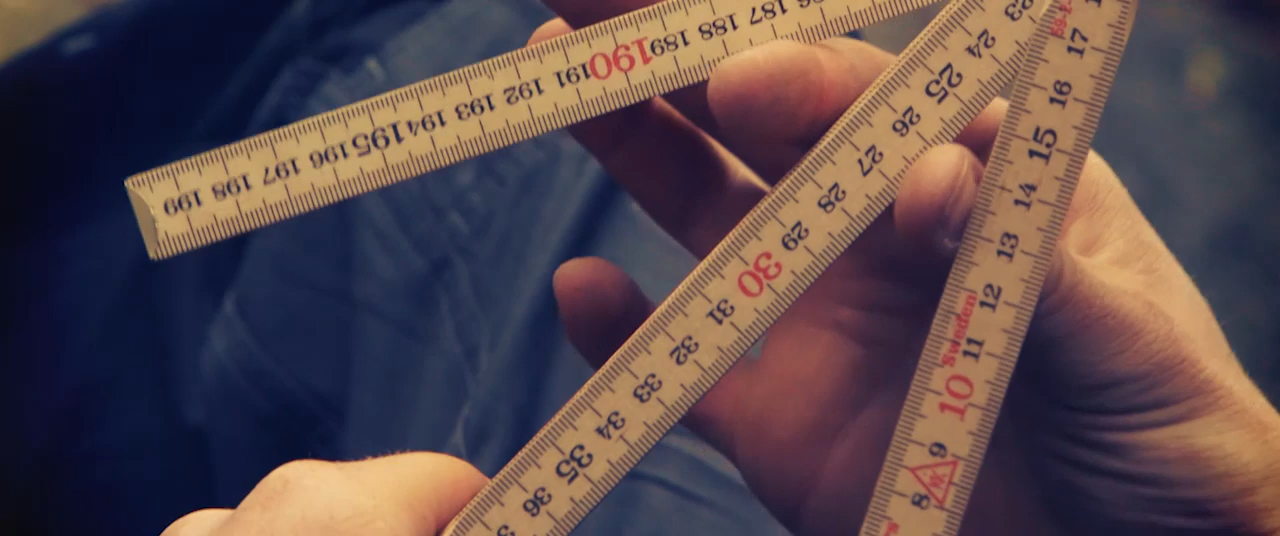 199 198 197 196 195 194 193 192 191 190 189 188 187
23 24 25 26 27 28 29 30 31 32 33 34 35 36
17 16 15 14 13 12 11 10 9 8
Sweden